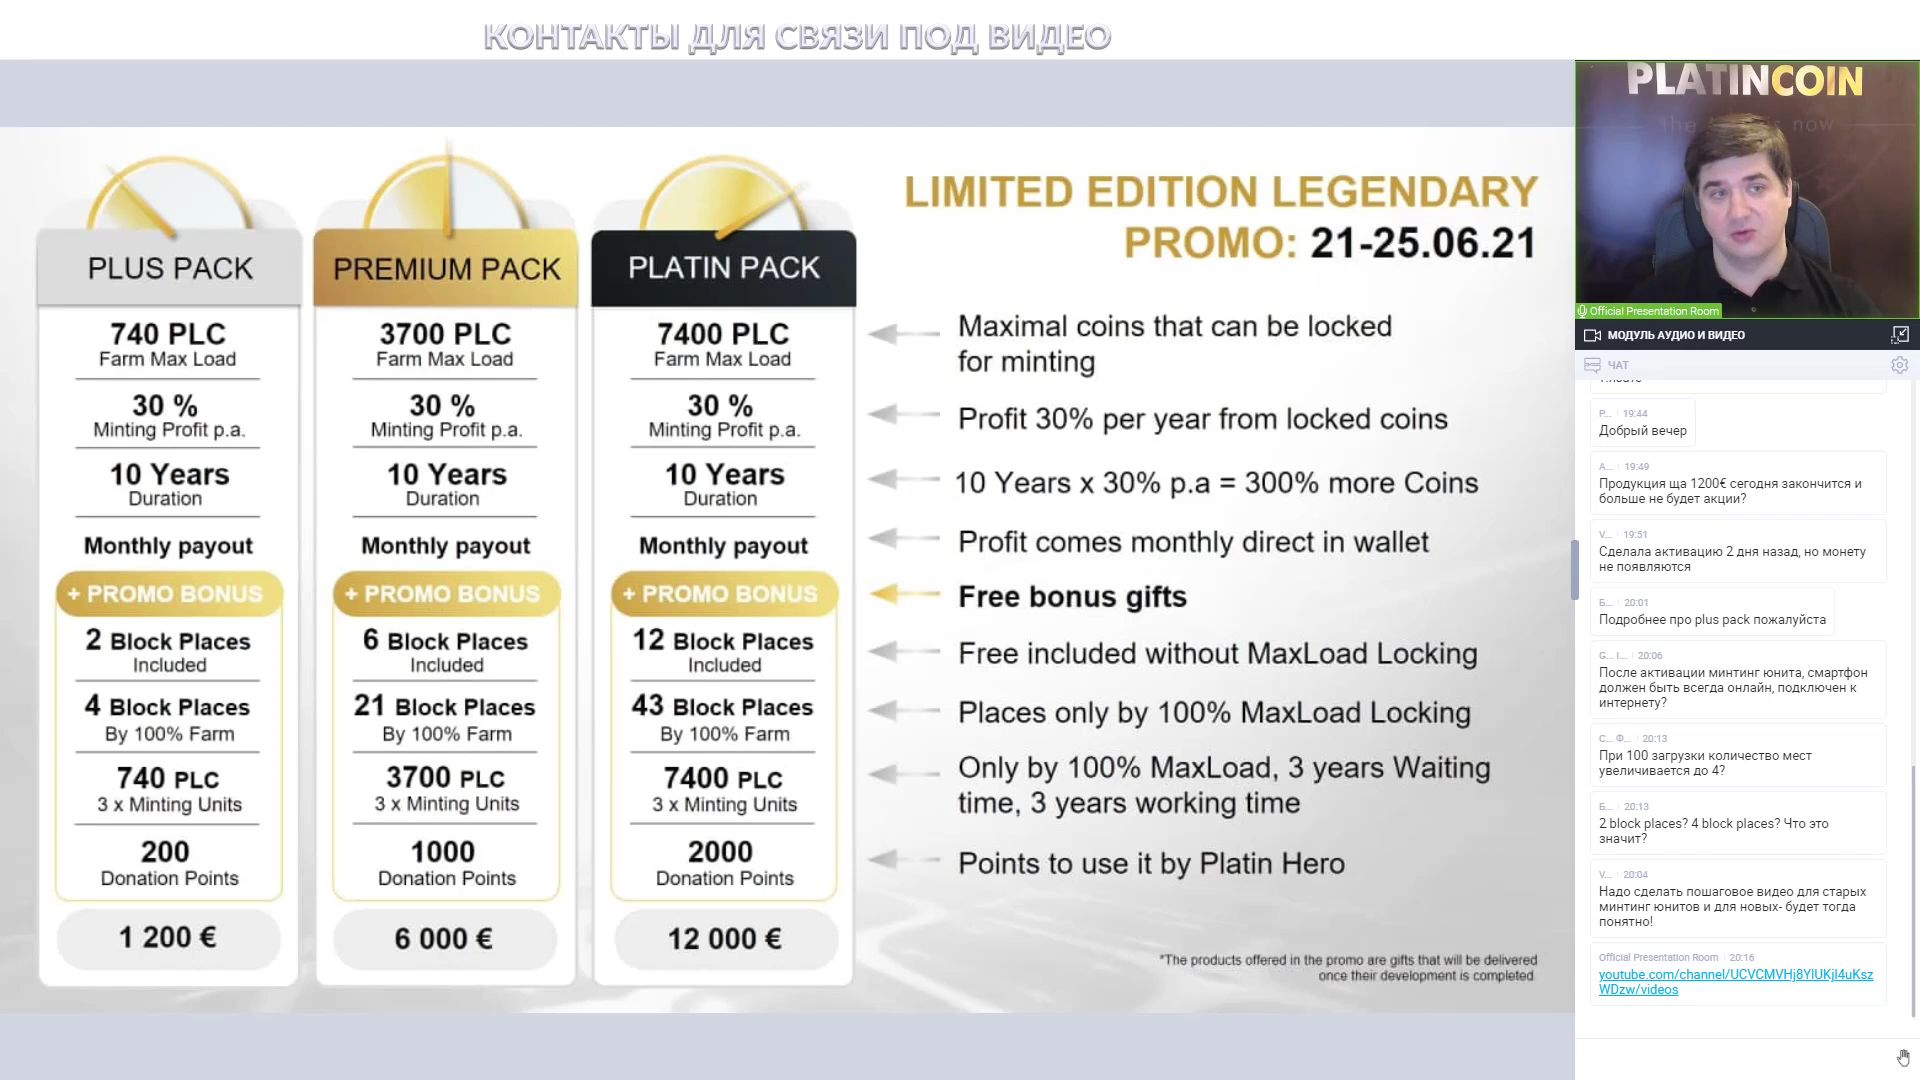 КОНТАКТЫ ДЛЯ СВЯЗИ ПОД ВИДЕО
PLUS PACK
740 PLC
Farm Max Load
30 %
Minting Profit p.a.
10 Years
Duration
Monthly payout
+ PROMO BONUS
2 Block Places
Included
4 Block Places
By 100% Farm
740 PLC
3 x Minting Units
200
Donation Points
1 200 €
PREMIUM PACK
3700 PLC
Farm Max Load
30 %
Minting Profit p.a.
10 Years
Duration
Monthly payout
+ PROMO BONUS
6 Block Places
Included
21 Block Places
By 100% Farm
3700 PLC
3 x Minting Units
1000
Donation Points
6 000 €
PLATIN PACK
7400 PLC
Farm Max Load
30 %
Minting Profit p.a.
10 Years
Duration
Monthly payout
+ PROMO BONUS
12 Block Places
Included
43 Block Places
By 100% Farm
7400 PLC
3 x Minting Units
2000
Donation Points
12 000 €
LIMITED EDITION LEGENDARY
PROMO: 21-25.06.21
Maximal coins that can be locked
for minting
Profit 30% per year from locked coins
10 Years x 30% p.a = 300% more Coins
Profit comes monthly direct in wallet
Free bonus gifts
Free included without MaxLoad Locking
Places only by 100% MaxLoad Locking
Only by 100% MaxLoad, 3 years Waiting
time, 3 years working time
Points to use it by Platin Hero
*The products offered in the promo are gifts that will be delivered
once their development is completed.
PLATINCOIN
the is now
Official Presentation Room
МОДУЛЬ АУДИО И ВИДЕО
ЧАТ
P... 19:44
Добрый вечер
A... 19:49
Продукция ща 1200€ сегодня закончится и
больше не будет акции?
V... 19:51
Сделала активацию 2 дня назад, но монету
не появляются
Б... 20:01
Подробнее про plus pack пожалуйста
G... I... 20:06
После активации минтинг юнита, смартфон
должен быть всегда онлайн, подключен к
интернету?
С... Ф... 20:13
При 100 загрузки количество мест
увеличивается до 4?
Б... 20:13
2 block places? 4 block places? Что это
значит?
V... 20:04
Надо сделать пошаговое видео для старых
минтинг юнитов и для новых- будет тогда
понятно!
Official Presentation Room 20:16
youtube.com/channel/UCVCMVHj8YlUKjI4uKsz
WDzw/videos